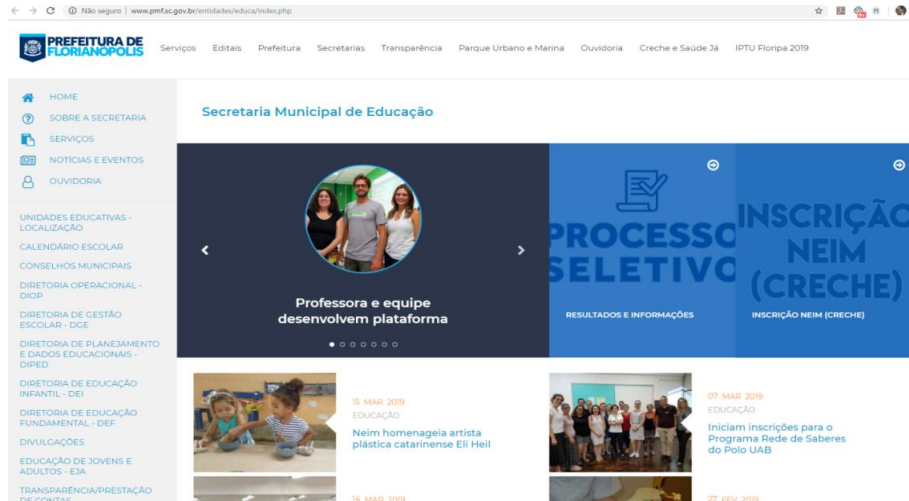 Não seguro | www.pmf.sc.gov.br/entidades/educa/index.php
PREFEITURA DE
FLORIANÓPOLIS
Serviços Editais Prefeitura Secretarias Transparência Parque Urbano e Marina Ouvidoria Creche e Saúde Já IPTU Floripa 2019
HOME
SOBRE A SECRETARIA
SERVIÇOS
NOTÍCIAS E EVENTOS
OUVIDORIA
UNIDADES EDUCATIVAS -
LOCALIZAÇÃO
CALENDÁRIO ESCOLAR
CONSELHOS MUNICIPAIS
DIRETORIA OPERACIONAL -
DIOP
DIRETORIA DE GESTÃO
ESCOLAR - DGE
DIRETORIA DE PLANEJAMENTO
E DADOS EDUCACIONAIS -
DIPED
DIRETORIA DE EDUCAÇÃO
INFANTIL - DEI
DIRETORIA DE EDUCAÇÃO
FUNDAMENTAL - DEF
DIVULGAÇÕES
EDUCAÇÃO DE JOVENS E
ADULTOS - EJA
TRANSPARÊNCIA/PRESTAÇÃO
DE CONTAS
Secretaria Municipal de Educação
Professora e equipe
desenvolvem plataforma
PROCESSO
SELETIVO
RESULTADOS E INFORMAÇÕES
INSCRIÇÃO
NEIM
(CRECHE)
INSCRIÇÃO NEIM (CRECHE)
15 MAR 2019
EDUCAÇÃO
Neim homenageia artista
plástica catarinense Eli Heil
07 MAR 2019
EDUCAÇÃO
Iniciam inscrições para o
Programa Rede de Saberes
do Polo UAB
14 MAR 2019
27 FEV 2019